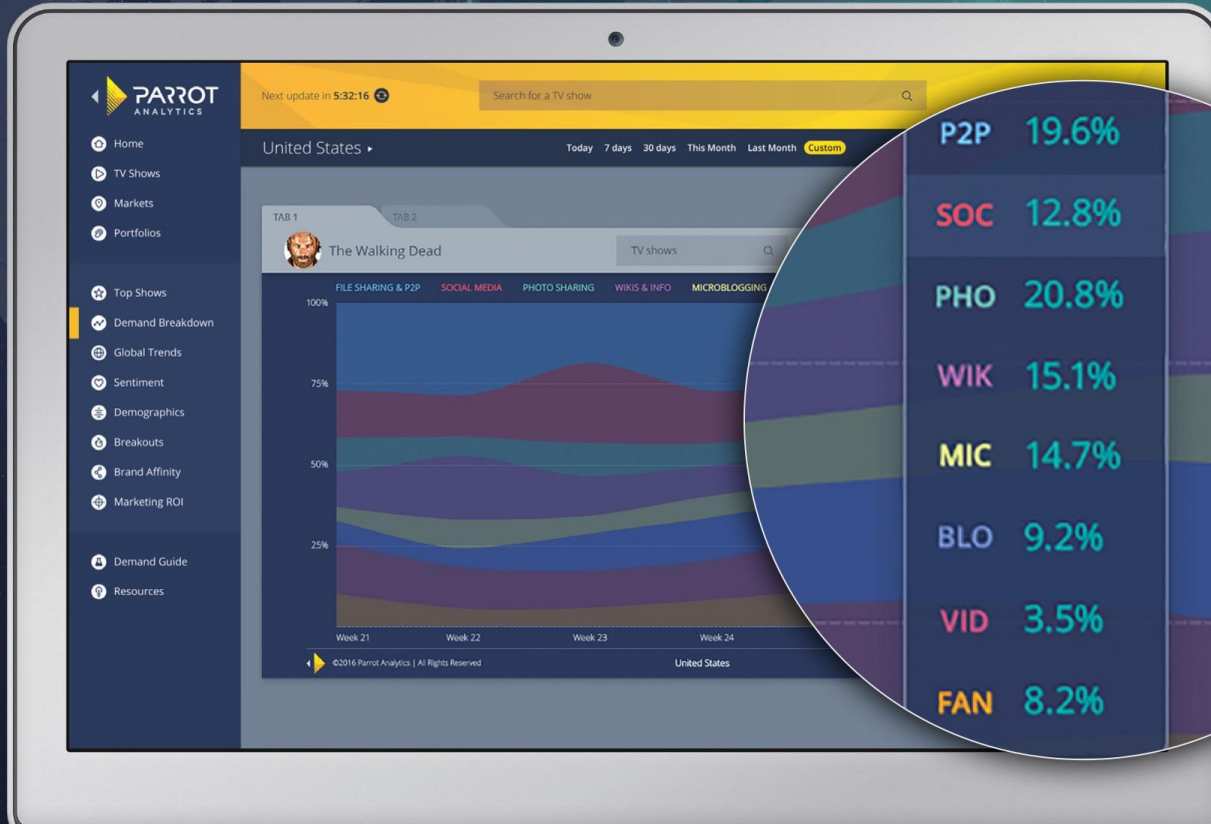 PARROT
ANALYTICS
Home
TV Shows
Markets
Portfolios
Top Shows
Demand Breakdown
Global Trends
Sentiment
Demographics
Breakouts
Brand Affinity
Marketing ROI
Demand Guide
Resources
Next update in 5:32:16
Search for a TV show
United States
Today 7 days 30 days This Month Last Month Custom
TAB 1 TAB 2
The Walking Dead
TV shows
FILE SHARING & P2P SOCIAL MEDIA PHOTO SHARING WIKIS & INFO MICROBLOGGING
100%
75%
50%
25%
Week 21 Week 22 Week 23 Week 24
©2016 Parrot Analytics | All Rights Reserved
United States
P2P 19.6%
SOC 12.8%
PHO 20.8%
WIK 15.1%
MIC 14.7%
BLO 9.2%
VID 3.5%
FAN 8.2%